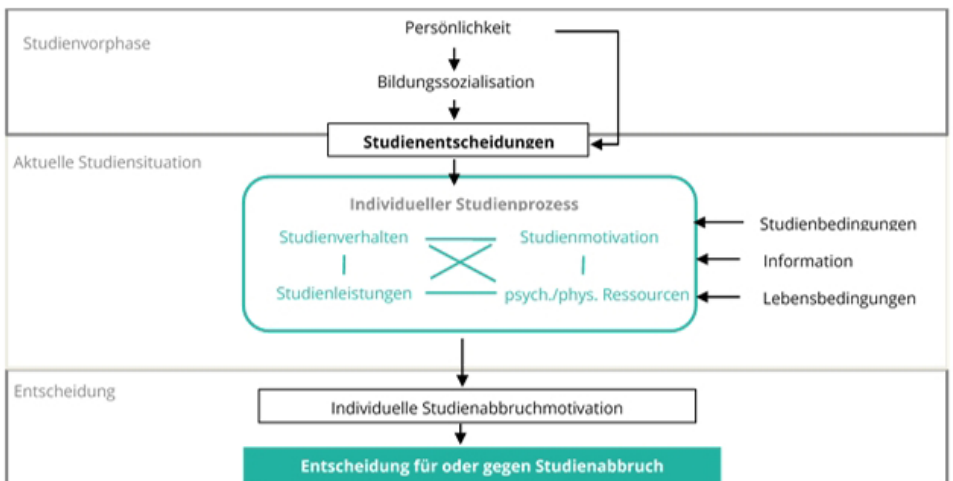 Persönlichkeit
Studienvorphase
Bildungssozialisation
Studienentscheidungen
Aktuelle Studiensituation
Individueller Studienprozess
Studienverhalten
Studienmotivation
Studienleistungen
psych./phys. Ressourcen
Studienbedingungen
Information
Lebensbedingungen
Entscheidung
Individuelle Studienabbruchmotivation
Entscheidung für oder gegen Studienabbruch